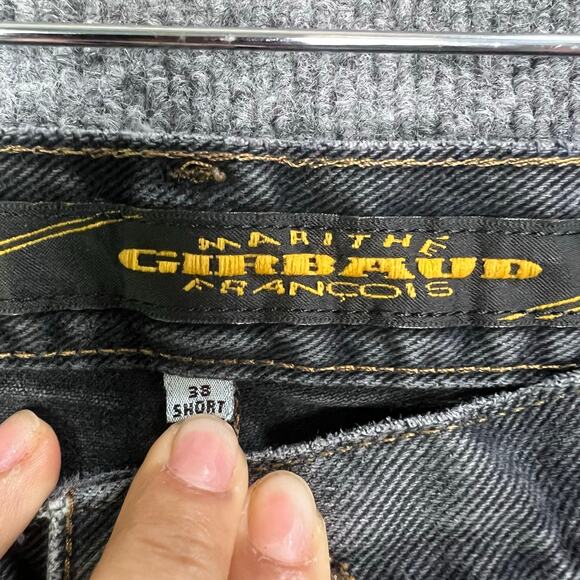 MARITHÉ
GIRBAUD
FRANÇOIS
38
SHORT